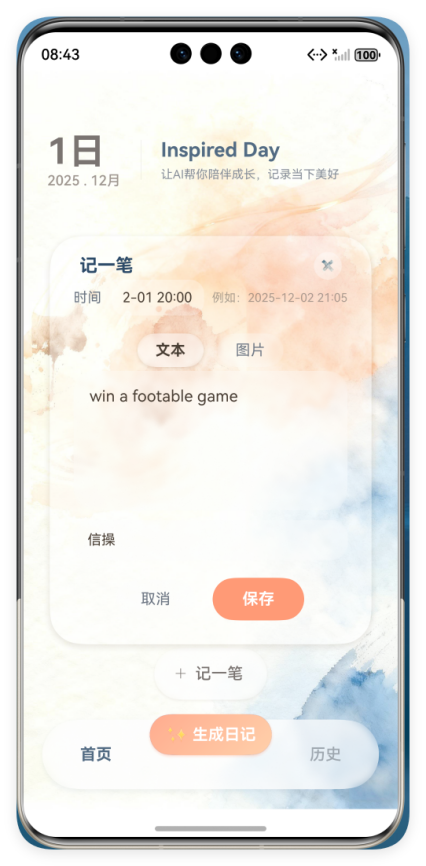 08:43
100
1日
2025 . 12月
Inspired Day
让AI帮你陪伴成长，记录当下美好
记一笔
时间 2-01 20:00 例如：2025-12-02 21:05
文本 图片
win a footable game
信操
取消 保存
+ 记一笔
✨ 生成日记
首页 历史